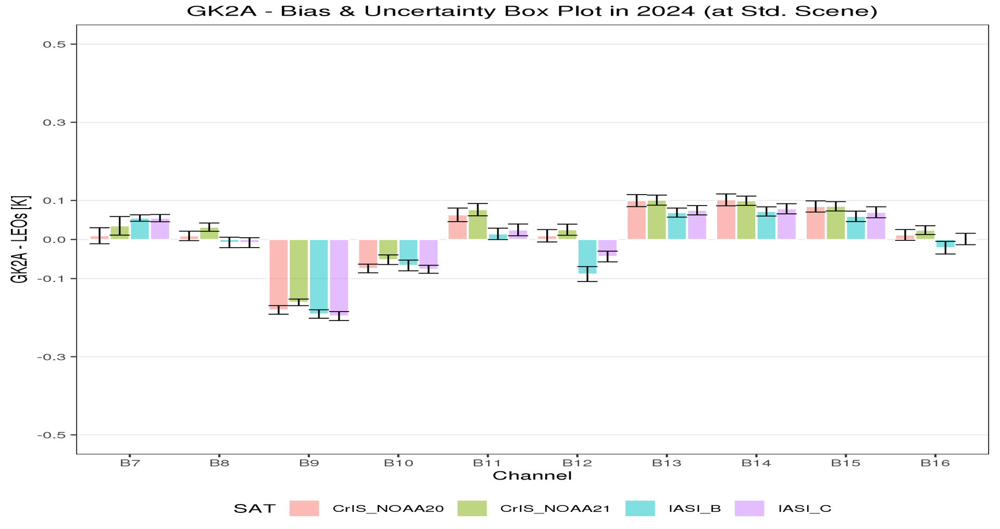 GK2A - Bias & Uncertainty Box Plot in 2024 (at Std. Scene)
GK2A - LEOs [K]
0.5
0.3
0.1
0.0
-0.1
-0.3
-0.5
B7 B8 B9 B10 B11 B12 B13 B14 B15 B16
Channel
SAT CrIS_NOAA20 CrIS_NOAA21 IASI_B IASI_C